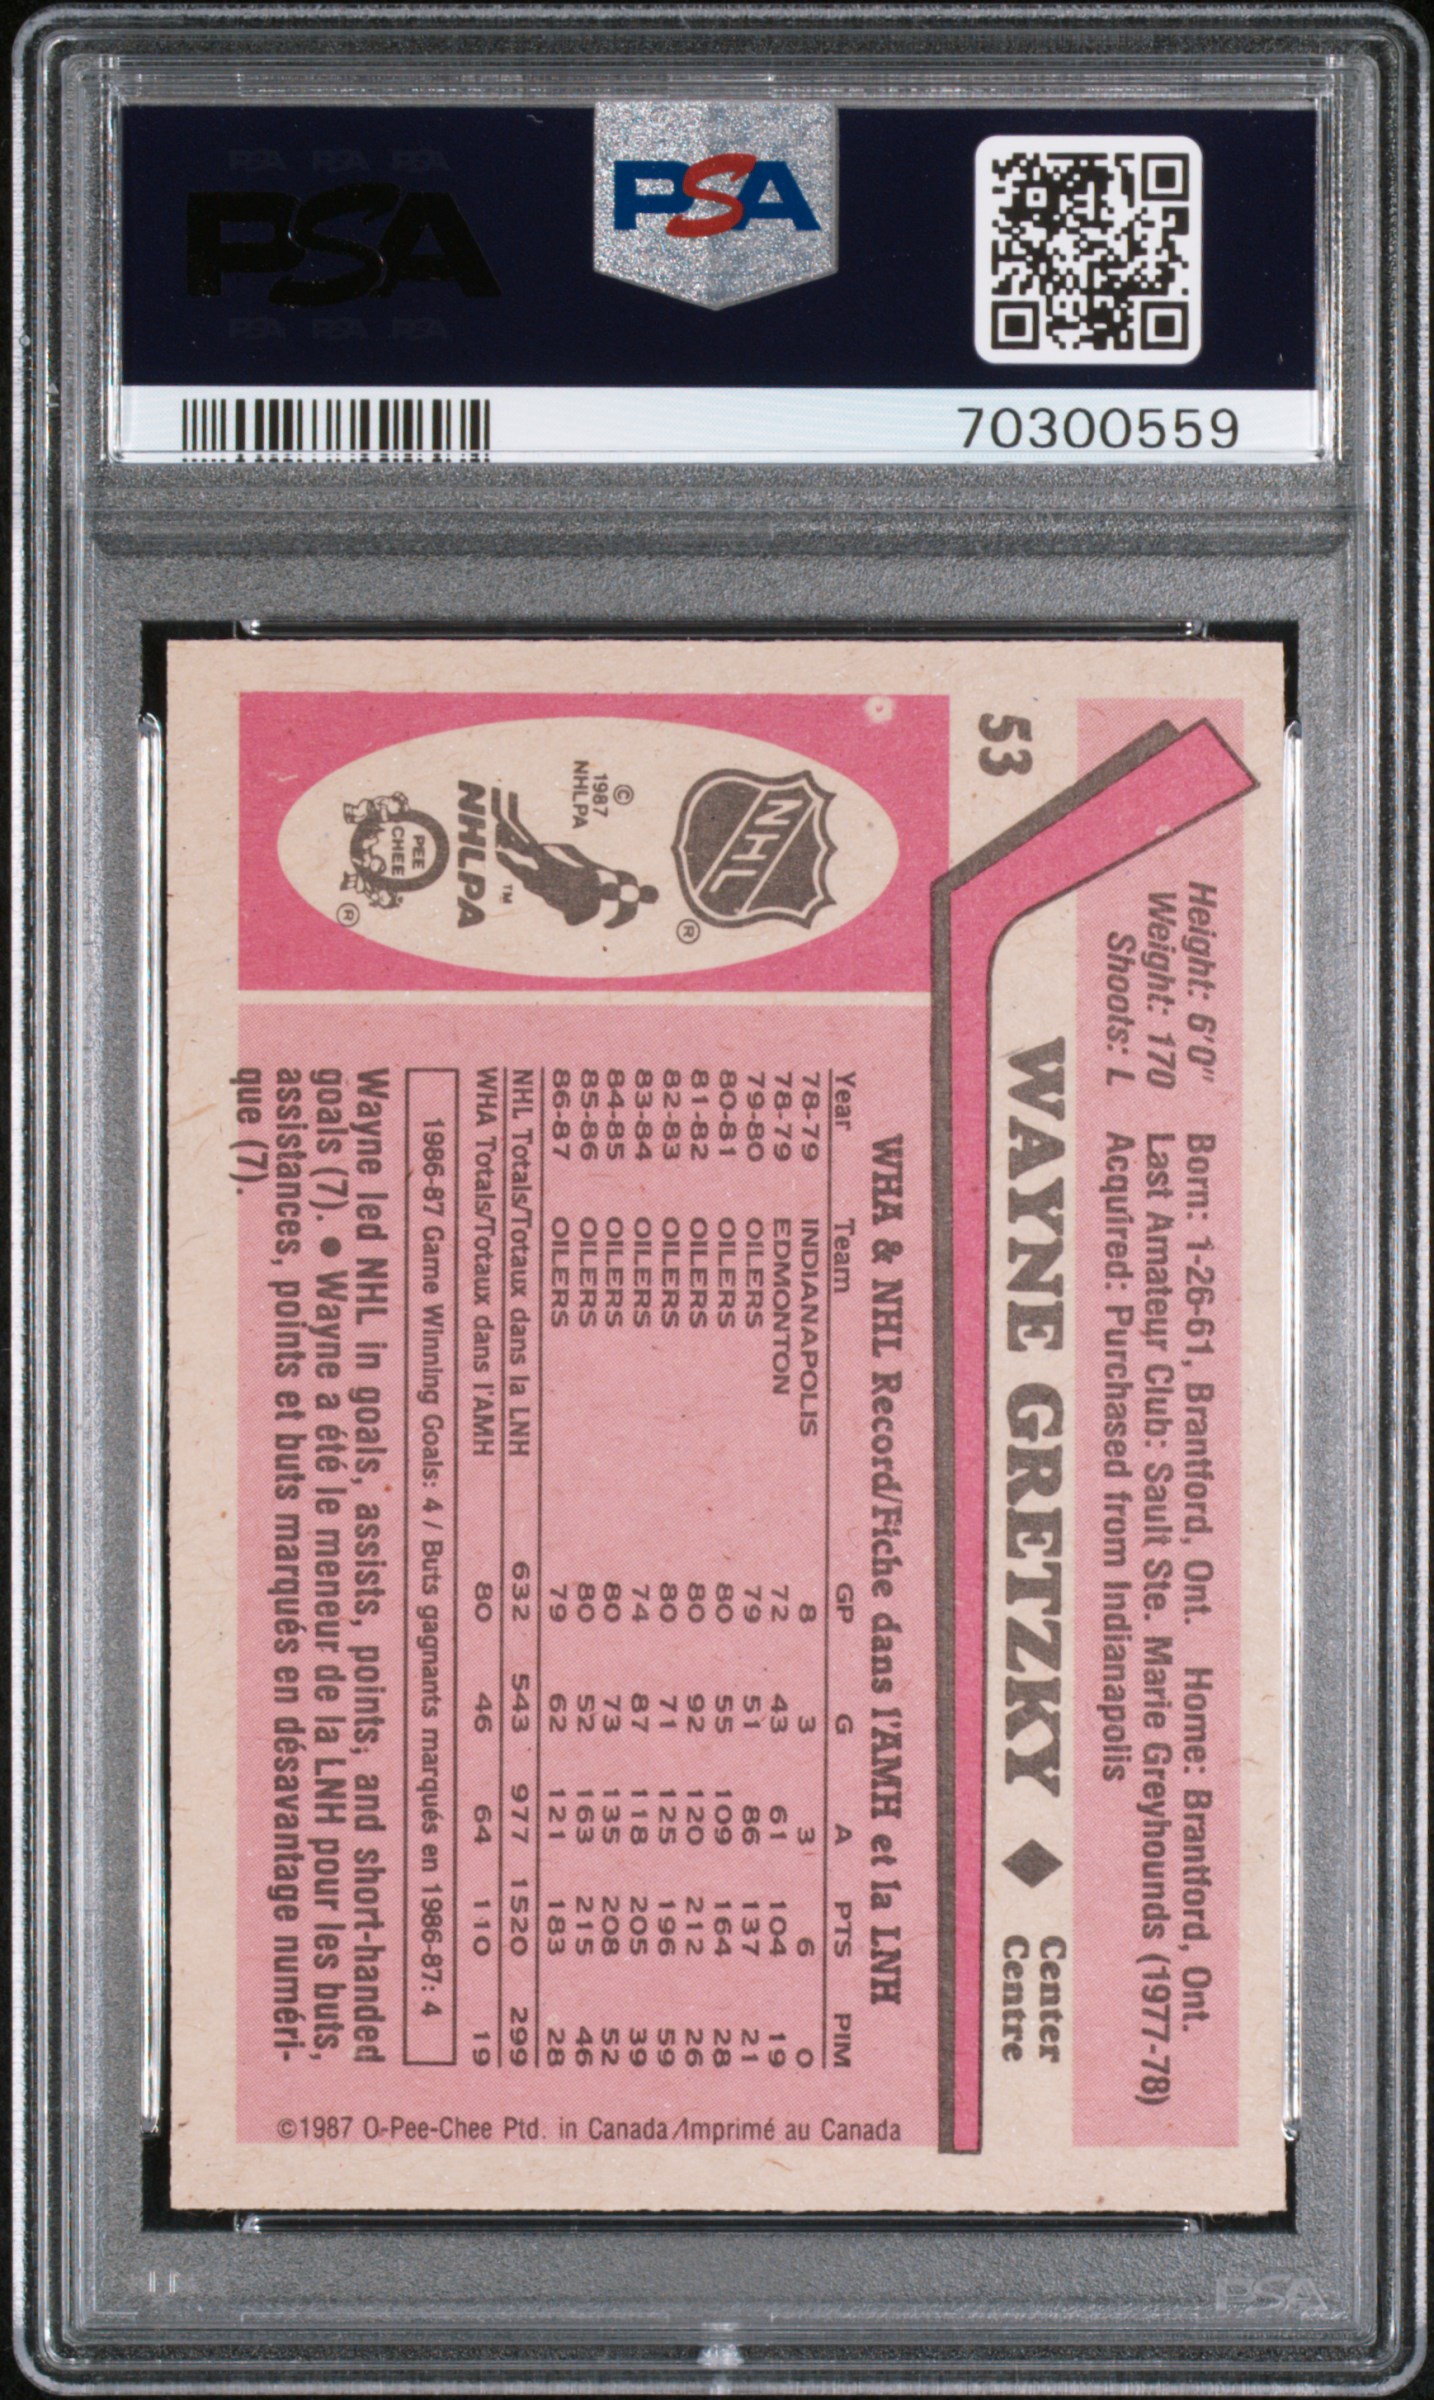 PSA PSA PSA
PSA
PSA PSA PSA
PSA
70300559
53
Height: 6'0" Born: 1-26-61, Brantford, Ont. Home: Brantford, Ont.
Weight: 170 Last Amateur Club: Sault Ste. Marie Greyhounds (1977-78)
Shoots: L Acquired: Purchased from Indianapolis
WAYNE GRETZKY ◆ Center
Centre
NHL ®
© 1987 NHLPA
NHLPA ™
O PEE CHEE ®
WHA & NHL Record/Fiche dans l'AMH et la LNH
Year Team GP G A PTS PIM
78-79 INDIANAPOLIS 8 3 3 6 0
78-79 EDMONTON 72 43 61 104 19
79-80 OILERS 79 51 86 137 21
80-81 OILERS 80 55 109 164 28
81-82 OILERS 80 92 120 212 26
82-83 OILERS 80 71 125 196 59
83-84 OILERS 74 87 118 205 39
84-85 OILERS 80 73 135 208 52
85-86 OILERS 80 52 163 215 46
86-87 OILERS 79 62 121 183 28
NHL Totals/Totaux dans la LNH 632 543 977 1520 299
WHA Totals/Totaux dans l'AMH 80 46 64 110 19
1986-87 Game Winning Goals: 4 / Buts gagnants marqués en 1986-87: 4
Wayne led NHL in goals, assists, points, and short-handed
goals (7). ● Wayne a été le meneur de la LNH pour les buts,
assistances, points et buts marqués en désavantage numéri-
que (7).
©1987 O-Pee-Chee Ptd. in Canada/Imprimé au Canada
PSA